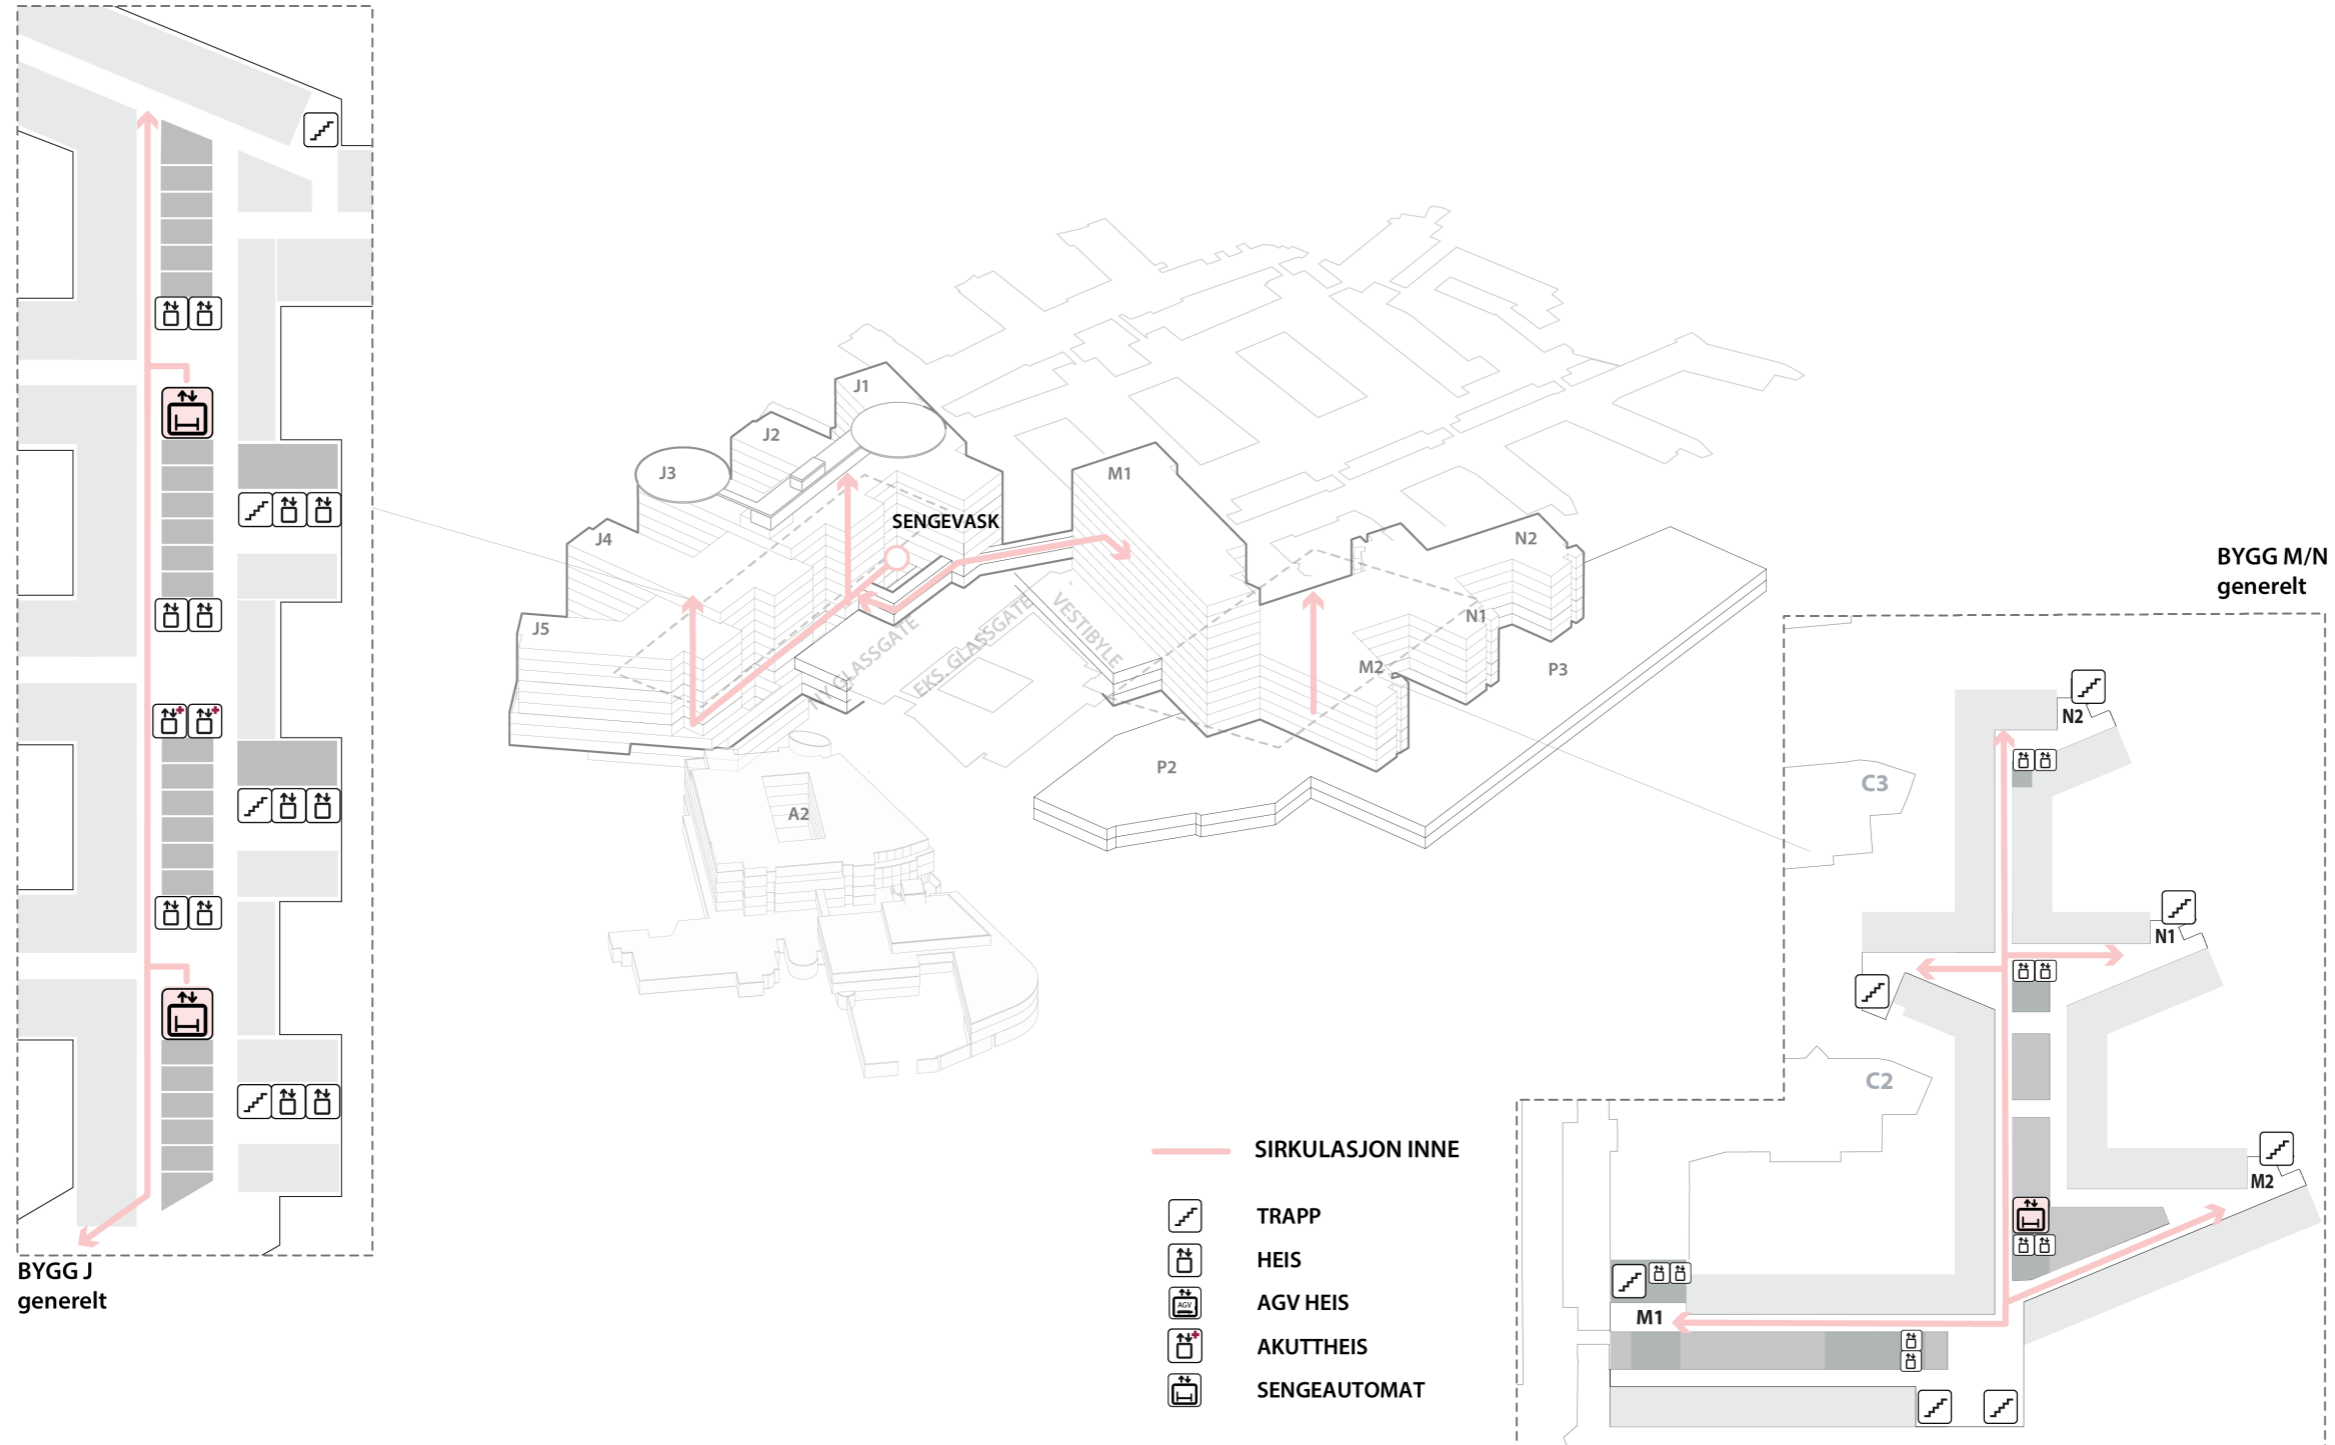 BYGG J
generelt
J1
J2
J3
J4
J5
SENGEVASK
M1
N2
N1
M2
P3
P2
A2
NY GLASSGATE
EKS. GLASSGATE
VESTIBYLE
BYGG M/N
generelt
N2
C3
N1
C2
M2
M1
SIRKULASJON INNE
TRAPP
HEIS
AGV
AGV HEIS
AKUTTHEIS
SENGEAUTOMAT